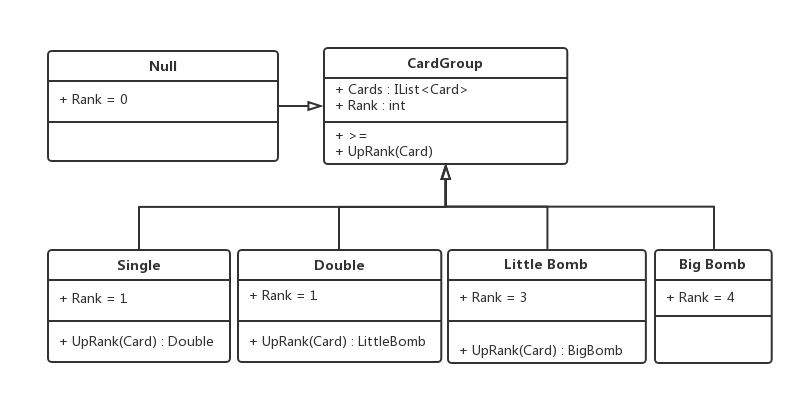 Null
+ Rank = 0
CardGroup
+ Cards : IList<Card>
+ Rank : int
+ >=
+ UpRank(Card)
Single
+ Rank = 1
+ UpRank(Card) : Double
Double
+ Rank = 1
+ UpRank(Card) : LittleBomb
Little Bomb
+ Rank = 3
+ UpRank(Card) : BigBomb
Big Bomb
+ Rank = 4